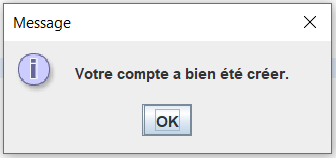 Message
Votre compte a bien été créer.
OK